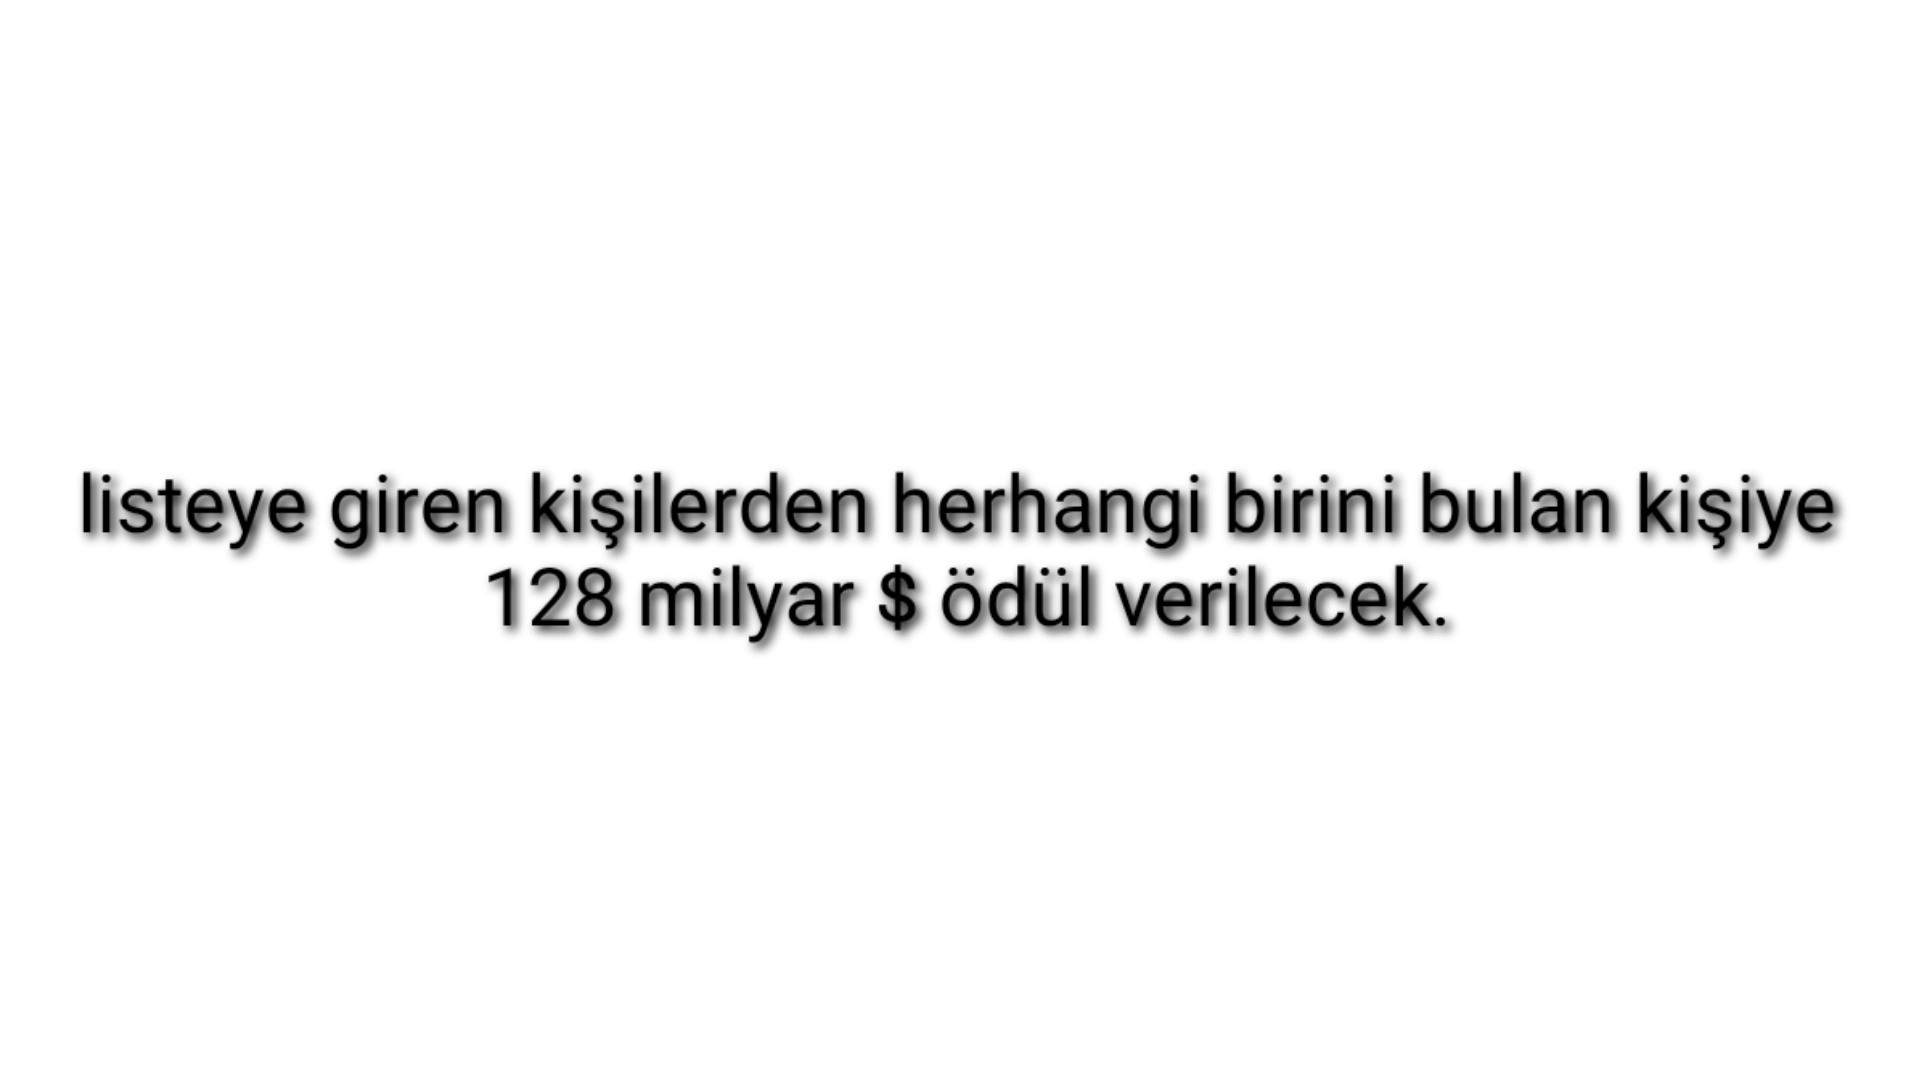 listeye giren kişilerden herhangi birini bulan kişiye
128 milyar $ ödül verilecek.